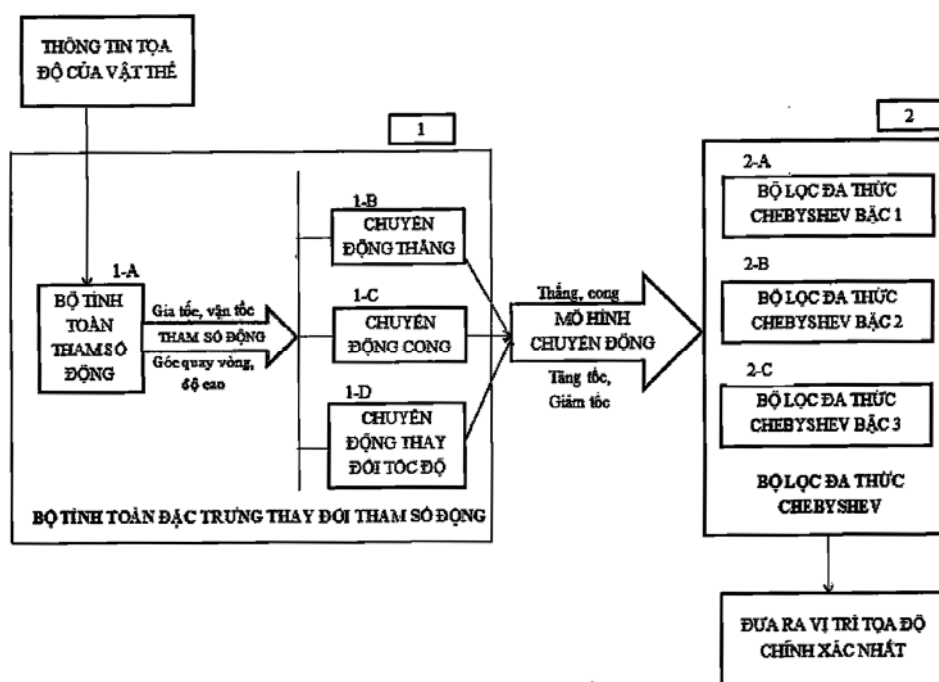 THÔNG TIN TỌA
ĐỘ CỦA VẬT THỂ
1
1-A
BỘ TÍNH
TOÀN
THAM SỐ
ĐỘNG
Gia tốc, vận tốc
THAM SỐ ĐỘNG
Góc quay vòng,
độ cao
1-B
CHUYỂN
ĐỘNG THẲNG
1-C
CHUYỂN
ĐỘNG CONG
1-D
CHUYỂN
ĐỘNG THAY
ĐỔI TỐC ĐỘ
BỘ TÍNH TOÀN ĐẶC TRƯNG THAY ĐỔI THAM SỐ ĐỘNG
Thẳng, cong
MÔ HÌNH
CHUYỂN ĐỘNG
Tăng tốc,
Giảm tốc
2
2-A
BỘ LỌC ĐA THỨC
CHEBYSHEV BẬC 1
2-B
BỘ LỌC ĐA THỨC
CHEBYSHEV BẬC 2
2-C
BỘ LỌC ĐA THỨC
CHEBYSHEV BẬC 3
BỘ LỌC ĐA THỨC
CHEBYSHEV
ĐƯA RA VỊ TRÍ TỌA ĐỘ
CHÍNH XÁC NHẤT